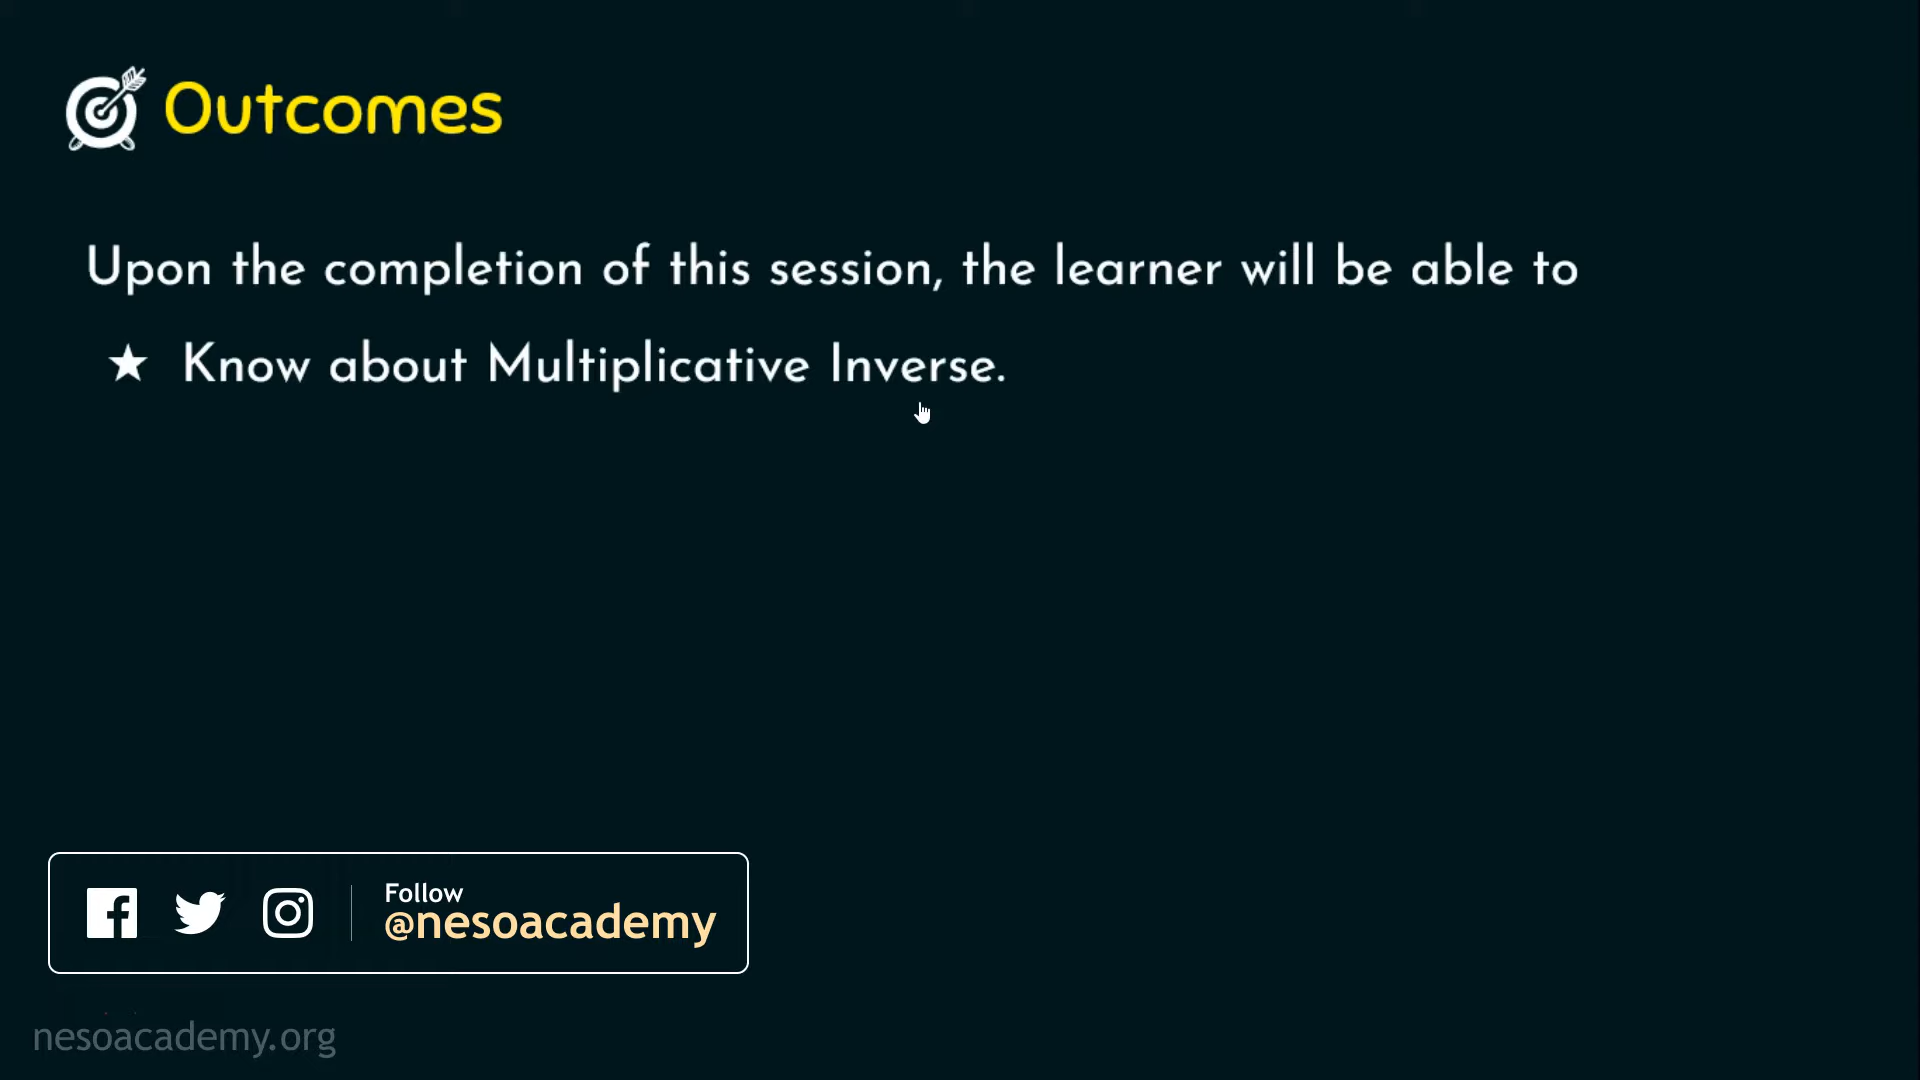 Outcomes
Upon the completion of this session, the learner will be able to
★ Know about Multiplicative Inverse.
Follow
@nesoacademy
nesoacademy.org